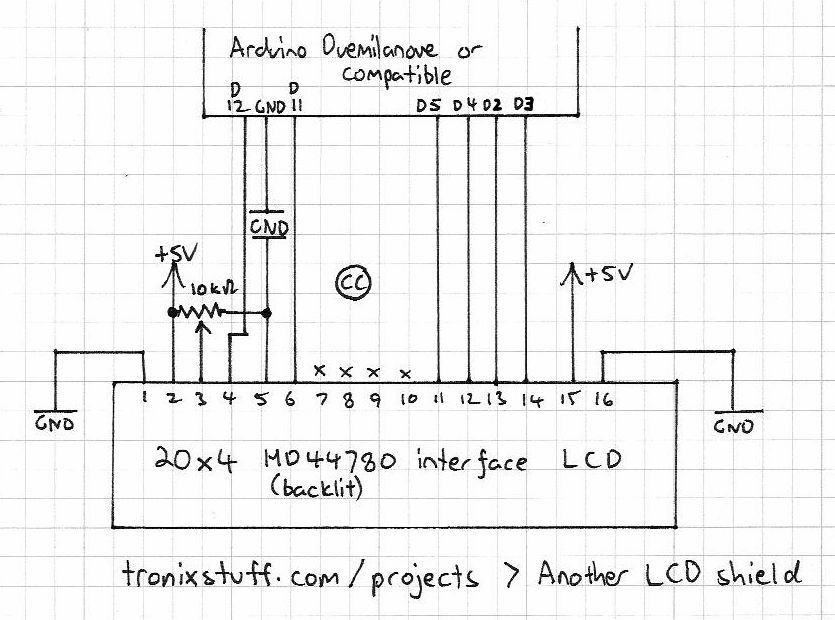 Arduino Duemilanove or
compatible
D12 GND D11 D5 D4 D2 D3
GND
+5V
10kΩ
CC
+5V
x x x x
GND
1 2 3 4 5 6 7 8 9 10 11 12 13 14 15 16
GND
20x4 HD44780 interface LCD
(backlit)
tronixstuff.com/projects > Another LCD shield